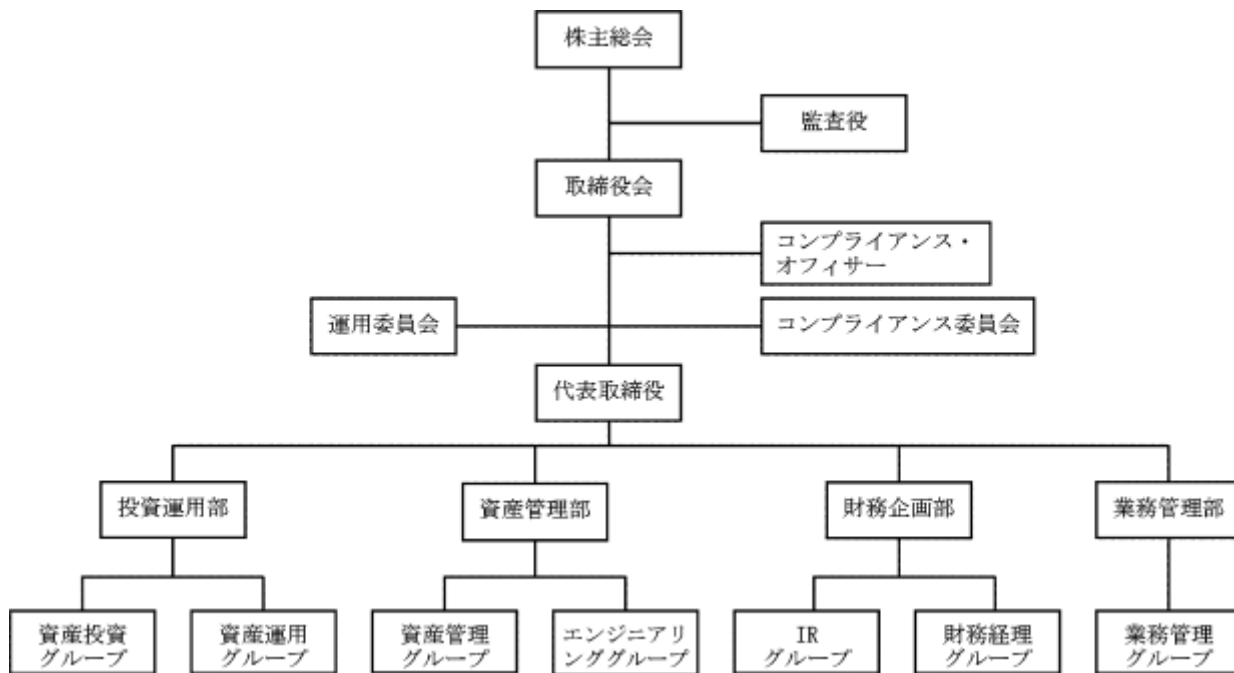 株主総会
監査役
取締役会
コンプライアンス・
オフィサー
運用委員会
コンプライアンス委員会
代表取締役
投資運用部
資産管理部
財務企画部
業務管理部
資産投資
グループ
資産運用
グループ
資産管理
グループ
エンジニアリ
ンググループ
IR
グループ
財務経理
グループ
業務管理
グループ